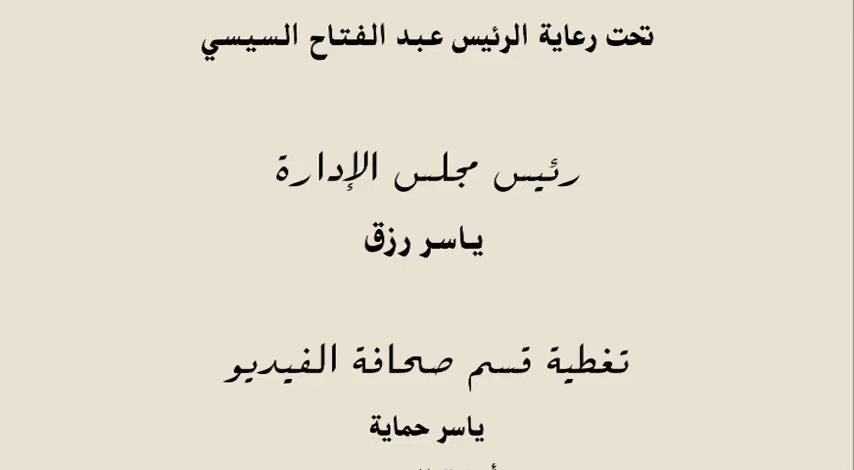 تحت رعاية الرئيس عبد الفتاح السيسي
رئيس مجلس الإدارة
ياسر رزق
تغطية قسم صحافة الفيديو
ياسر حماية